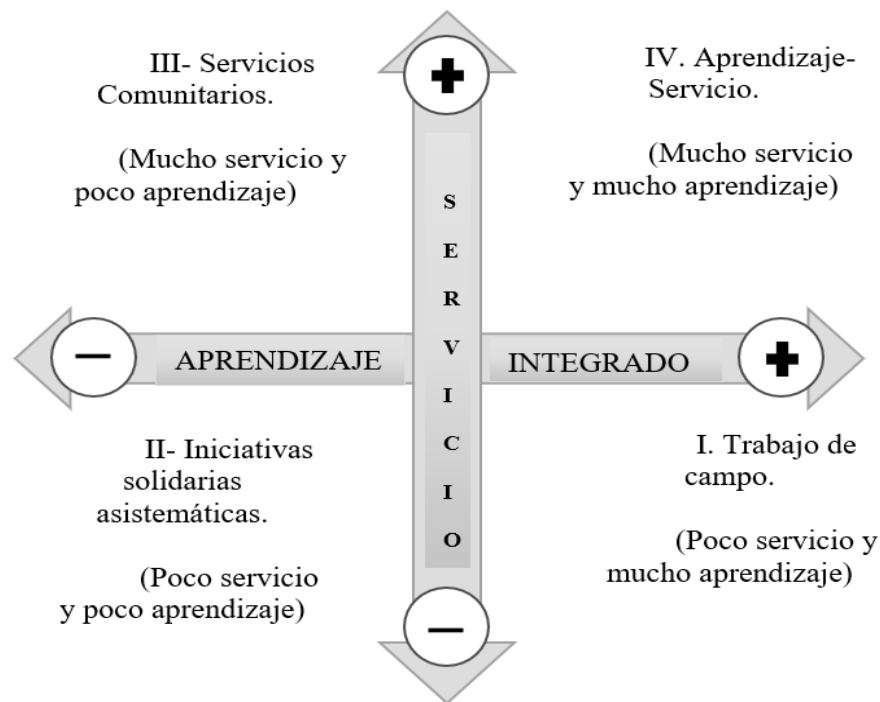 III- Servicios
Comunitarios.
(Mucho servicio y
poco aprendizaje)
IV. Aprendizaje-
Servicio.
(Mucho servicio
y mucho aprendizaje)
+
SERVICIO
−
− APRENDIZAJE INTEGRADO +
II- Iniciativas
solidarias
asistemáticas.
(Poco servicio
y poco aprendizaje)
I. Trabajo de
campo.
(Poco servicio y
mucho aprendizaje)